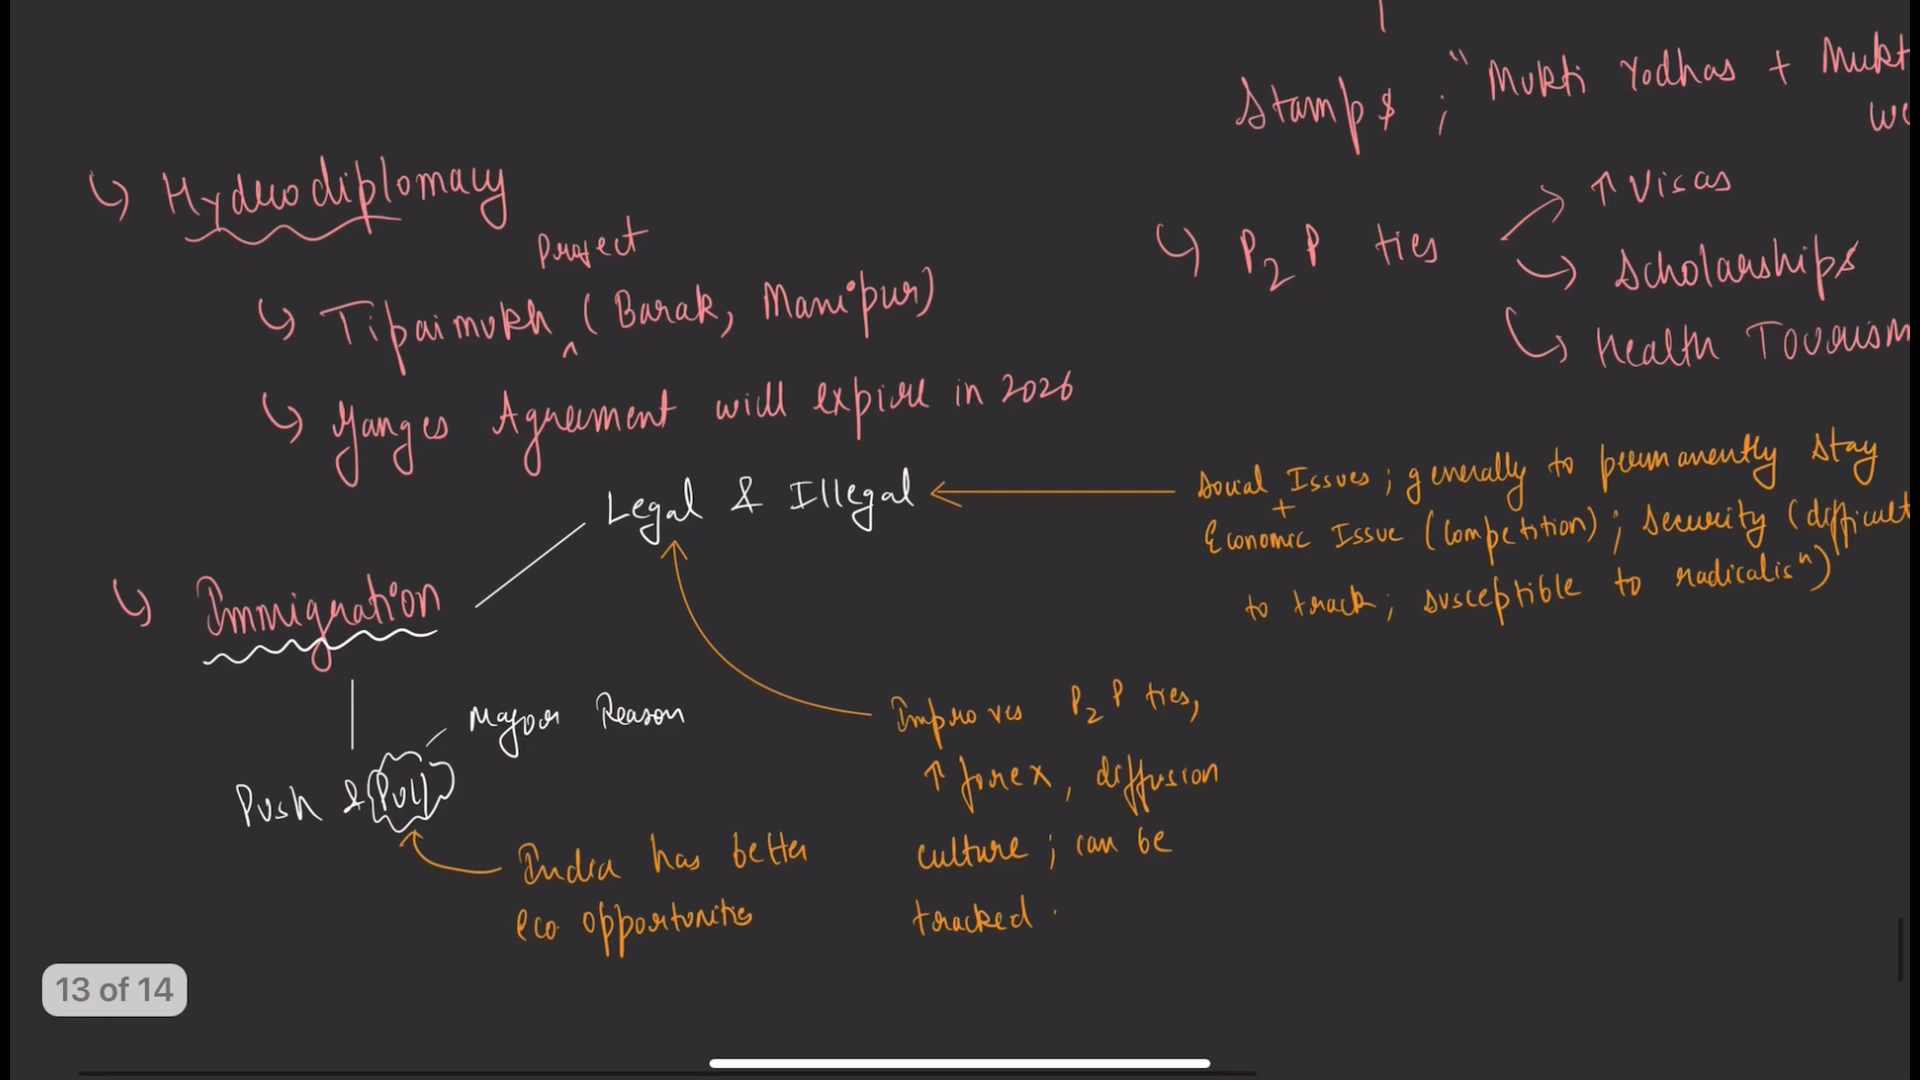 Stamps ; " Mukti Yodhas + Mukt
↳ Hydrodiplomacy
↳ Tipaimukh Project (Barak, Manipur)
↳ Ganges Agreement will expire in 2026
↳ P2P ties
↑ Visas
↳ Scholarships
↳ Health Tourism
Legal & Illegal
Social Issues ; generally to permanently stay
+
Economic Issue (competition) ; security (difficult
to track ; susceptible to radicalisⁿ)
↳ Immigration
Major Reason
Push & Pull
Improves P2P ties,
↑ forex, diffusion
culture ; can be
tracked .
India has better
eco opportunities
13 of 14